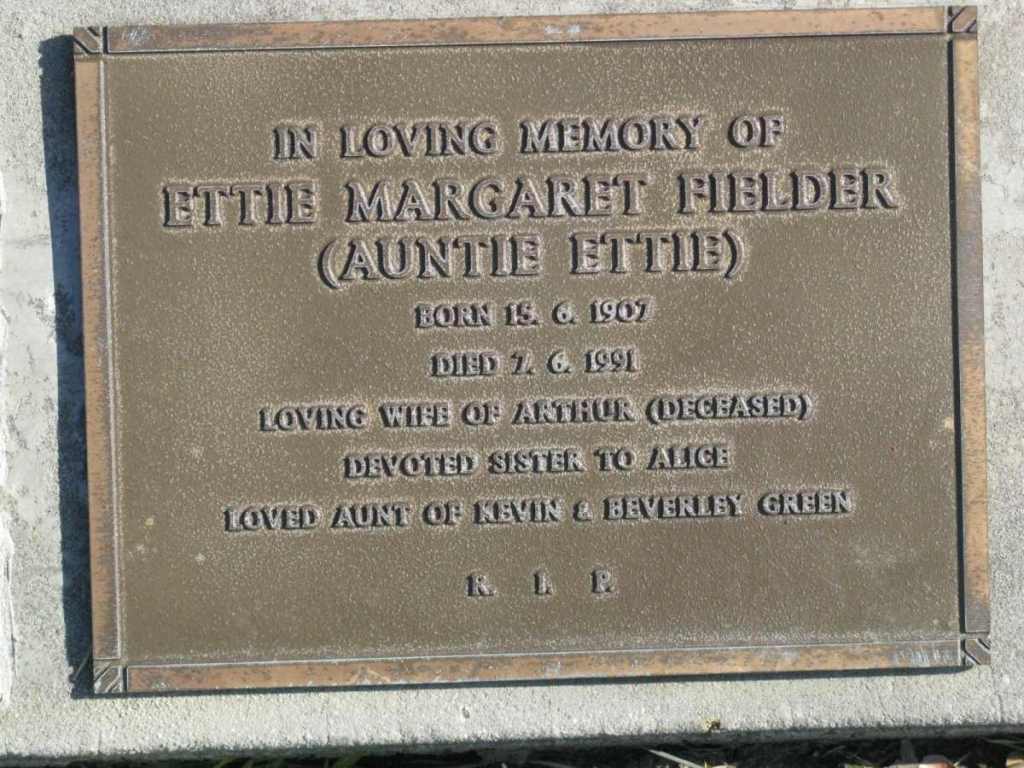 IN LOVING MEMORY OF
ETTIE MARGARET FIELDER
(AUNTIE ETTIE)
BORN 15. 6. 1907
DIED 7. 6. 1991
LOVING WIFE OF ARTHUR (DECEASED)
DEVOTED SISTER TO ALICE
LOVED AUNT OF KEVIN & BEVERLEY GREEN
R. I. P.